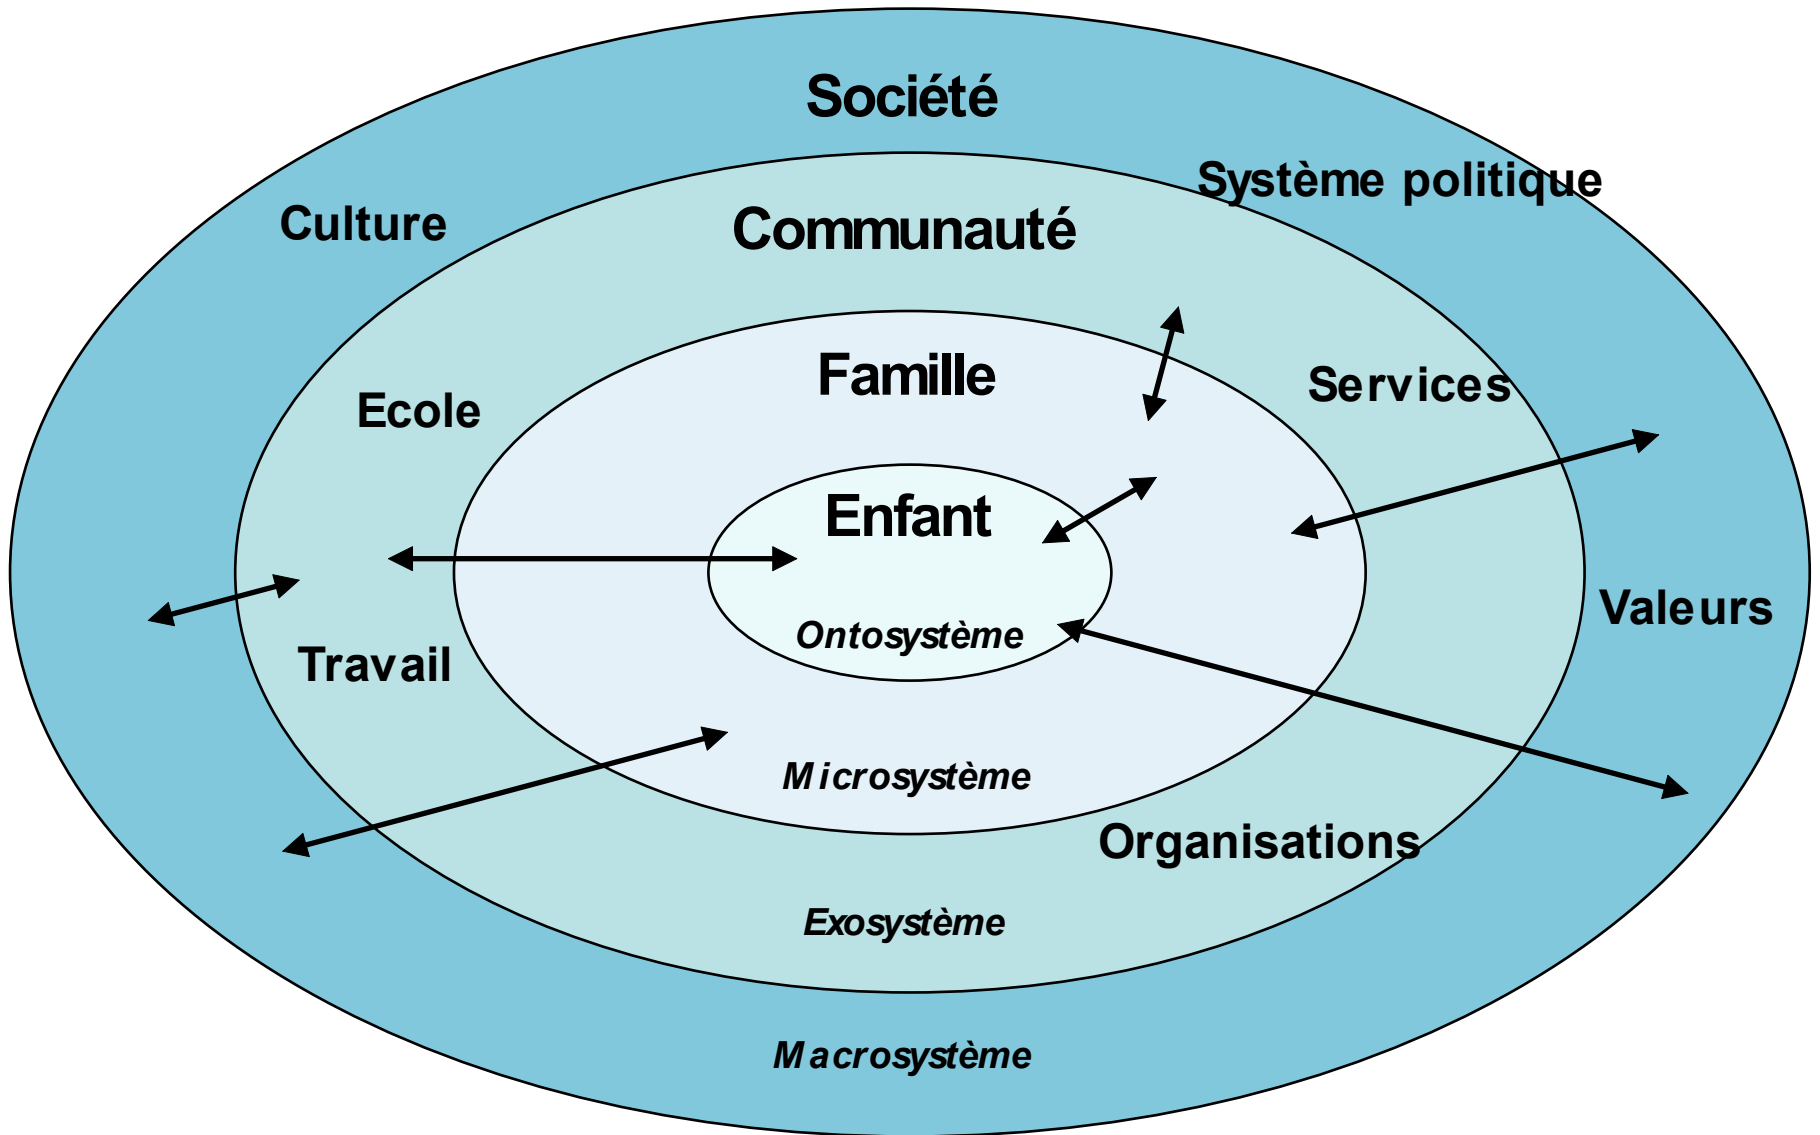 Société
Système politique
Culture
Communauté
Famille
Services
Ecole
Enfant
Valeurs
Ontosystème
Travail
Microsystème
Organisations
Exosystème
Macrosystème